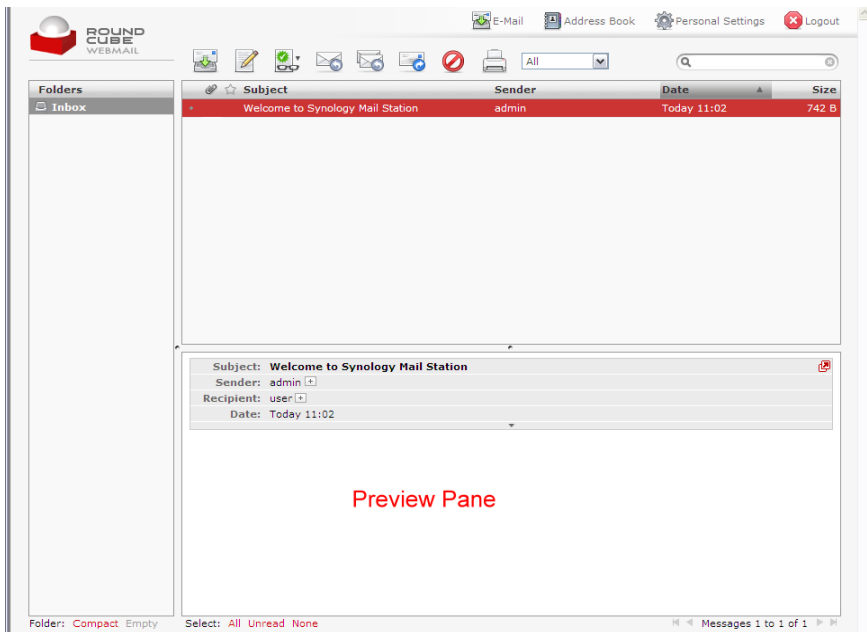 ROUND
CUBE
WEBMAIL
E-Mail Address Book Personal Settings Logout
All
Folders
Inbox
Subject Sender Date Size
Welcome to Synology Mail Station admin Today 11:02 742 B
Subject: Welcome to Synology Mail Station
Sender: admin
Recipient: user
Date: Today 11:02
Preview Pane
Folder: Compact Empty Select: All Unread None Messages 1 to 1 of 1